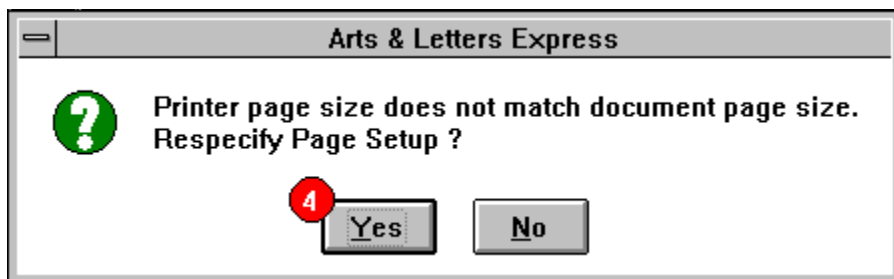 Arts & Letters Express
?
Printer page size does not match document page size.
Respecify Page Setup ?
4
Yes No